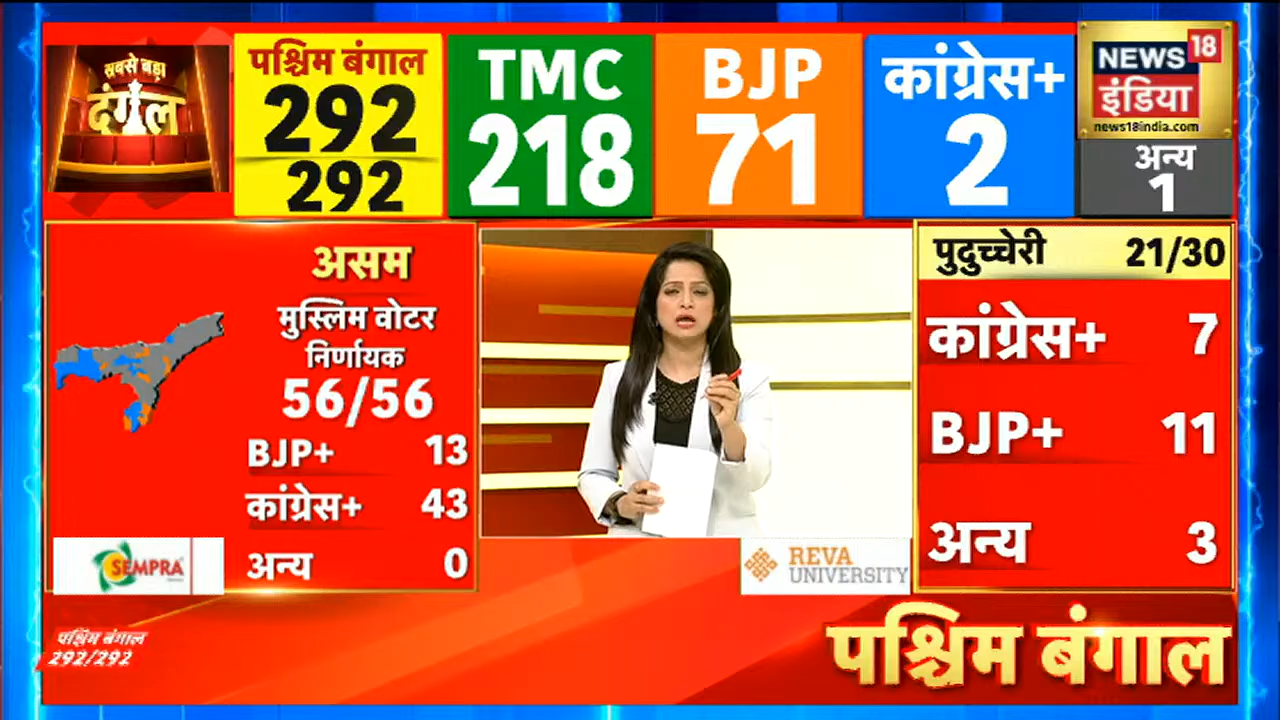 सबसे बड़ा
दंगल
पश्चिम बंगाल
292
292
TMC
218
BJP
71
कांग्रेस+
2
NEWS 18
इंडिया
news18india.com
अन्य
1
असम
मुस्लिम वोटर
निर्णायक
56/56
BJP+ 13
कांग्रेस+ 43
अन्य 0
SEMPRA
REVA
UNIVERSITY
पुदुच्चेरी 21/30
कांग्रेस+ 7
BJP+ 11
अन्य 3
पश्चिम बंगाल
292/292
पश्चिम बंगाल